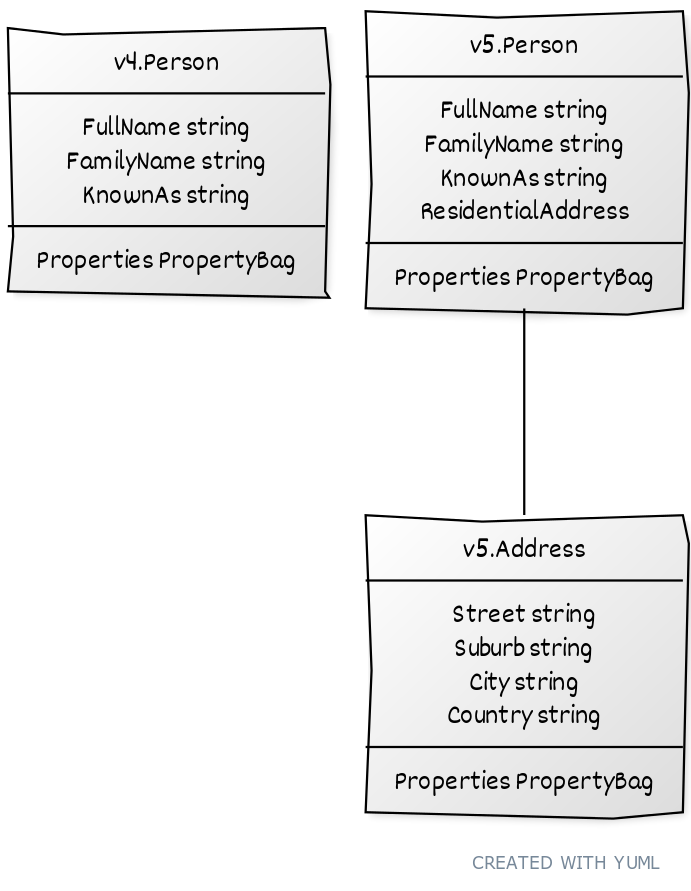 v4.Person
FullName string
FamilyName string
KnownAs string
Properties PropertyBag
v5.Person
FullName string
FamilyName string
KnownAs string
ResidentialAddress
Properties PropertyBag
v5.Address
Street string
Suburb string
City string
Country string
Properties PropertyBag
CREATED WITH YUML